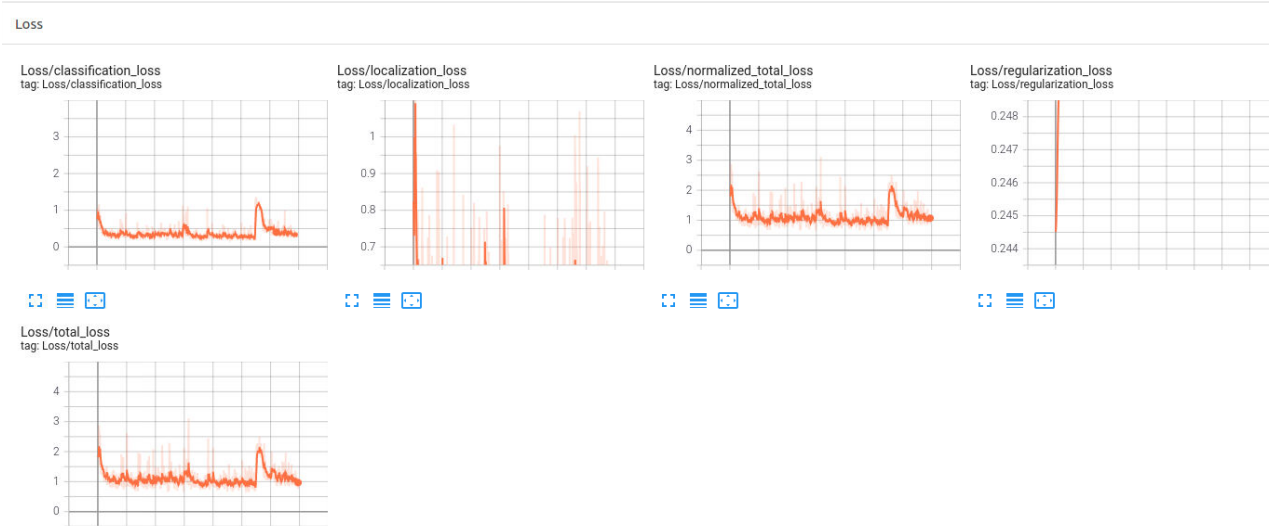 Loss
Loss/classification_loss
tag: Loss/classification_loss
3
2
1
0
Loss/localization_loss
tag: Loss/localization_loss
1
0.9
0.8
0.7
Loss/normalized_total_loss
tag: Loss/normalized_total_loss
4
3
2
1
0
Loss/regularization_loss
tag: Loss/regularization_loss
0.248
0.247
0.246
0.245
0.244
Loss/total_loss
tag: Loss/total_loss
4
3
2
1
0